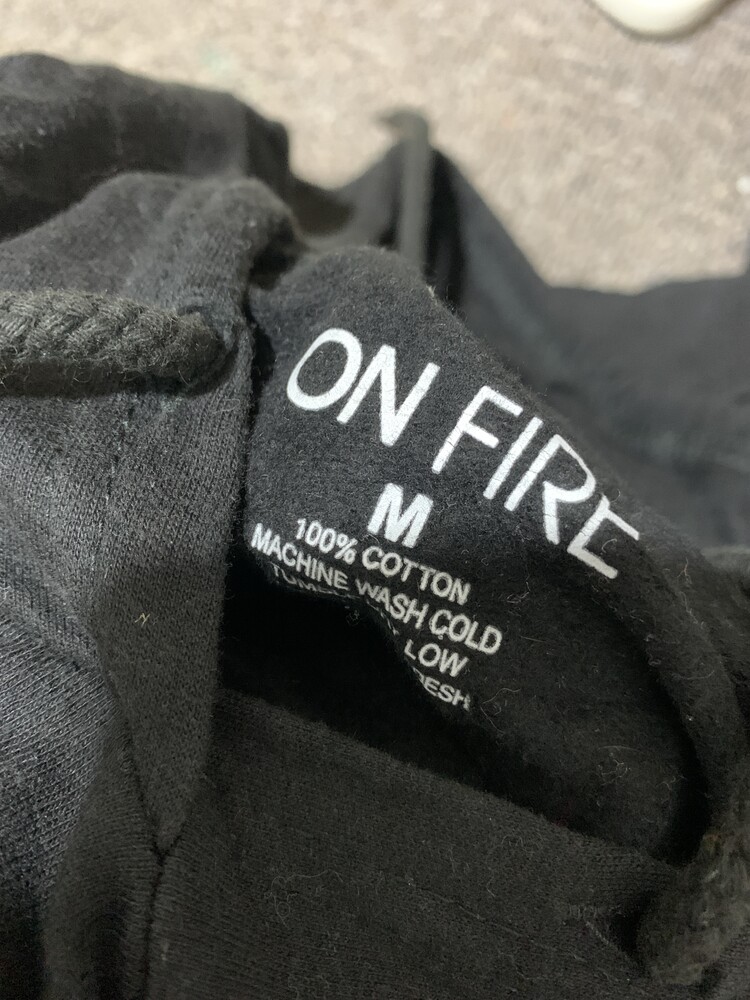 ON FIRE
M
100% COTTON
MACHINE WASH COLD
LOW